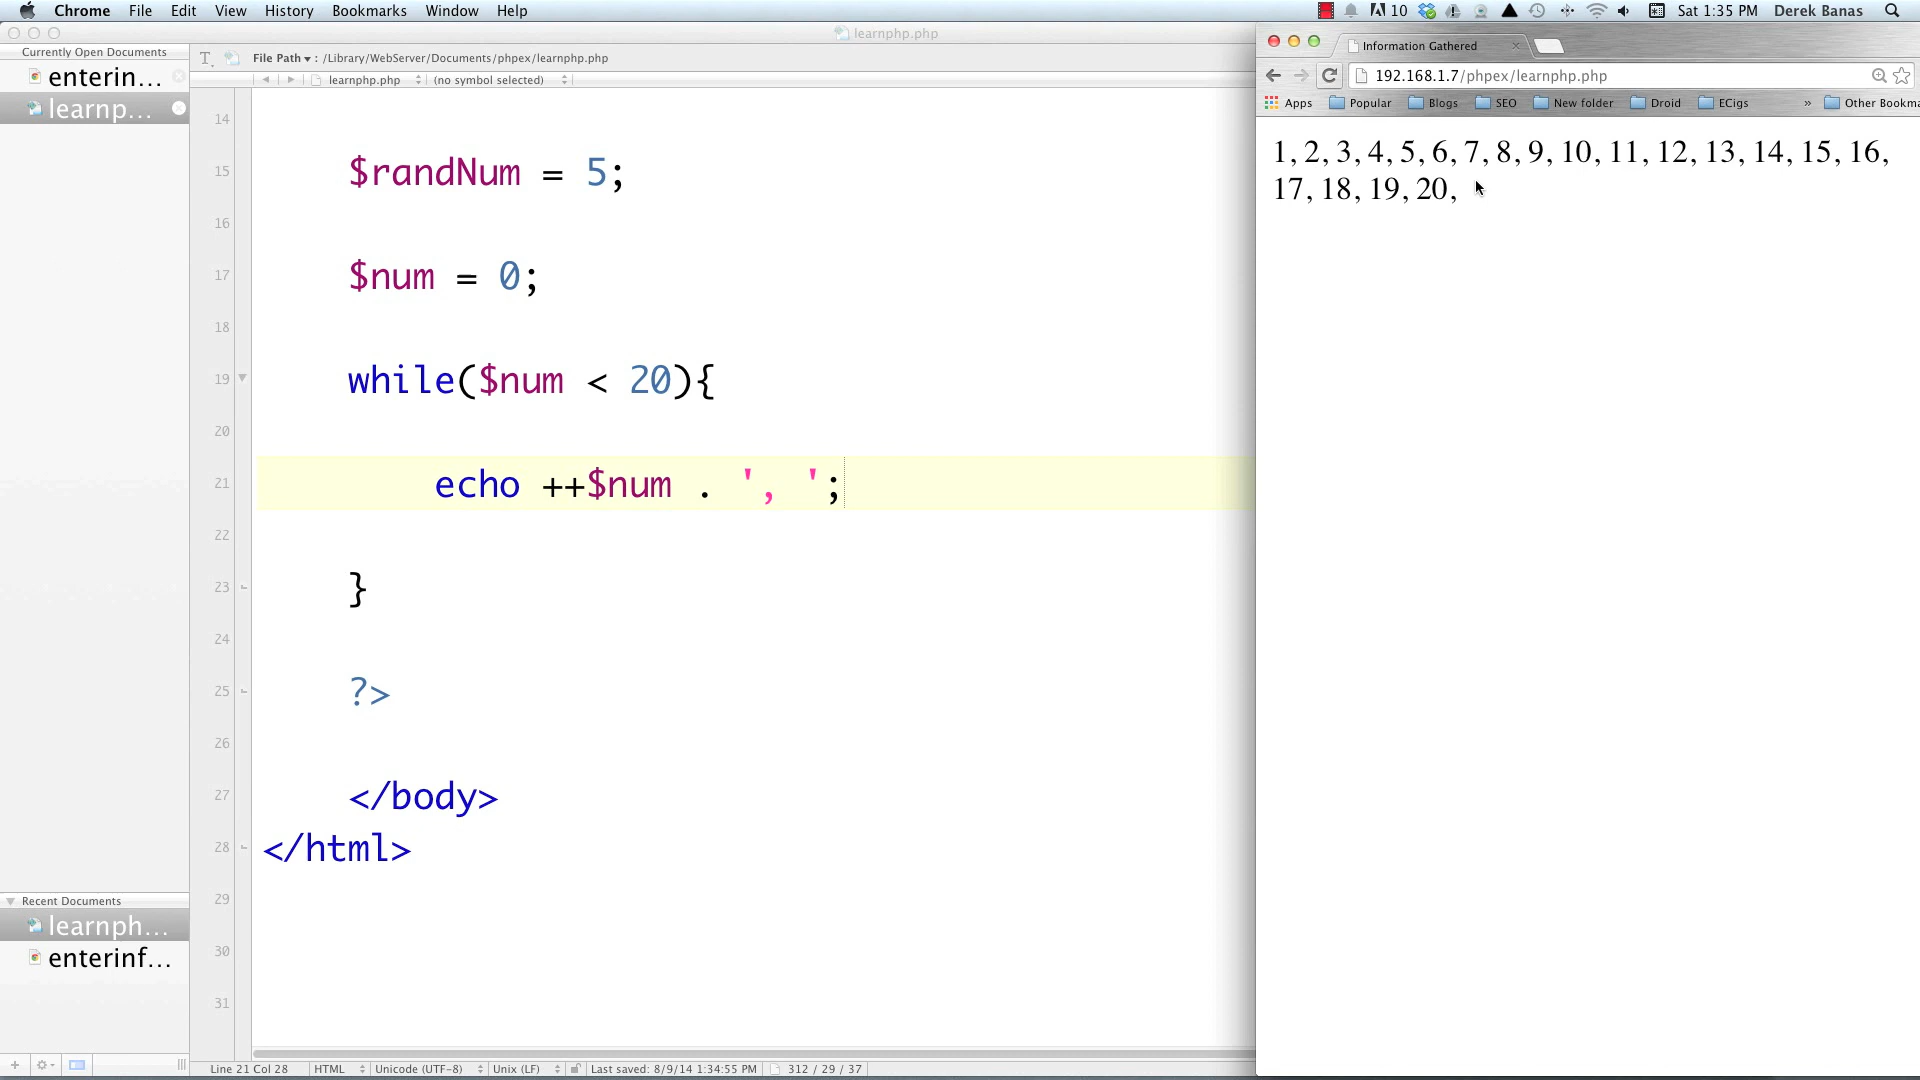 Chrome File Edit View History Bookmarks Window Help
10 Sat 1:35 PM Derek Banas
learnphp.php
Currently Open Documents
enterin...
learnp...
File Path : /Library/WebServer/Documents/phpex/learnphp.php
learnphp.php (no symbol selected)
14
15 $randNum = 5;
16
17 $num = 0;
18
19 while($num < 20){
20
21 echo ++$num . ', ';
22
23 }
24
25 ?>
26
27 </body>
28 </html>
29
30
31
Recent Documents
learnph...
enterinf...
Line 21 Col 28 HTML Unicode (UTF-8) Unix (LF) Last saved: 8/9/14 1:34:55 PM 312 / 29 / 37
Information Gathered
192.168.1.7/phpex/learnphp.php
Apps Popular Blogs SEO New folder Droid ECigs » Other Bookma
1, 2, 3, 4, 5, 6, 7, 8, 9, 10, 11, 12, 13, 14, 15, 16,
17, 18, 19, 20,